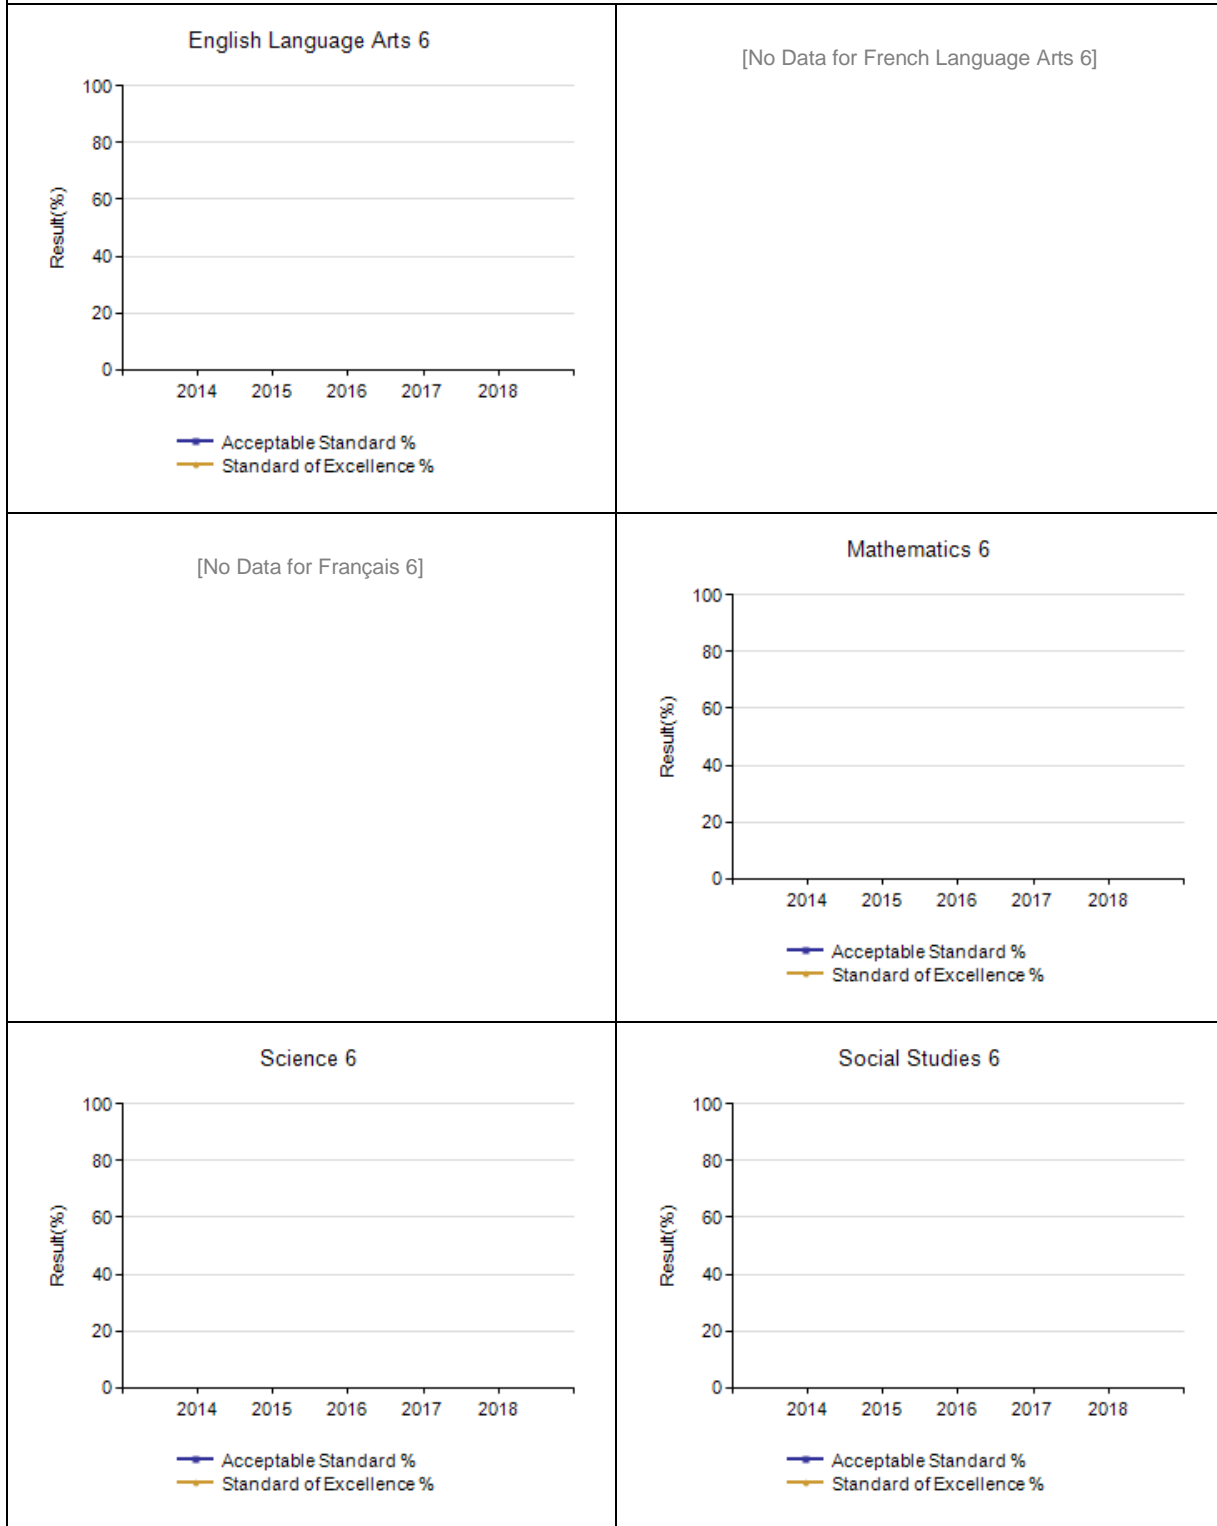 English Language Arts 6
100
80
60
40
20
0
Result(%)
2014 2015 2016 2017 2018
Acceptable Standard %
Standard of Excellence %
[No Data for French Language Arts 6]
[No Data for Français 6]
Mathematics 6
100
80
60
40
20
0
Result(%)
2014 2015 2016 2017 2018
Acceptable Standard %
Standard of Excellence %
Science 6
100
80
60
40
20
0
Result(%)
2014 2015 2016 2017 2018
Acceptable Standard %
Standard of Excellence %
Social Studies 6
100
80
60
40
20
0
Result(%)
2014 2015 2016 2017 2018
Acceptable Standard %
Standard of Excellence %